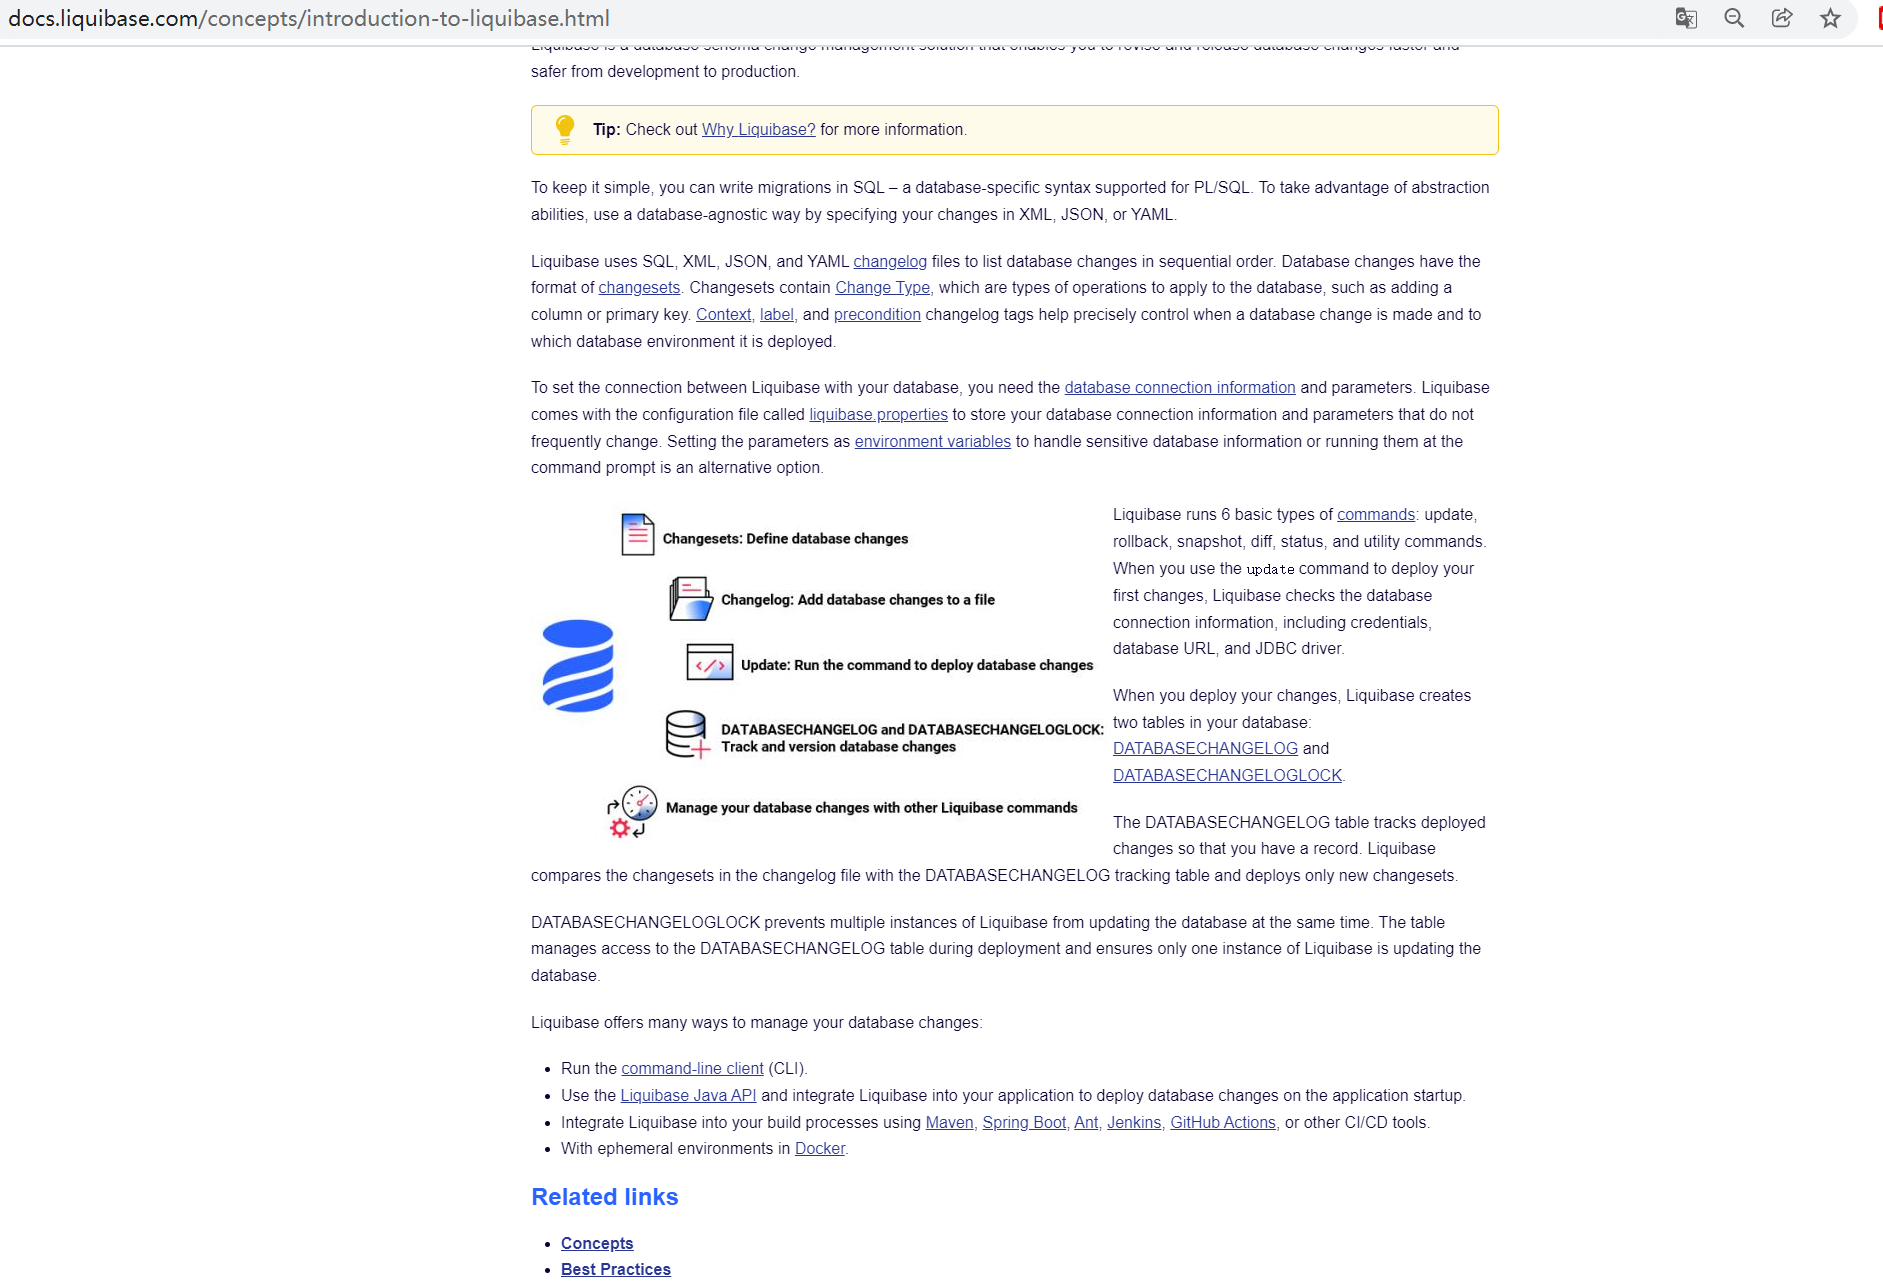 docs.liquibase.com/concepts/introduction-to-liquibase.html
Liquibase is a database schema change management solution that enables you to revise and release database changes faster and
safer from development to production.
Tip: Check out Why Liquibase? for more information.
To keep it simple, you can write migrations in SQL – a database-specific syntax supported for PL/SQL. To take advantage of abstraction
abilities, use a database-agnostic way by specifying your changes in XML, JSON, or YAML.
Liquibase uses SQL, XML, JSON, and YAML changelog files to list database changes in sequential order. Database changes have the
format of changesets. Changesets contain Change Type, which are types of operations to apply to the database, such as adding a
column or primary key. Context, label, and precondition changelog tags help precisely control when a database change is made and to
which database environment it is deployed.
To set the connection between Liquibase with your database, you need the database connection information and parameters. Liquibase
comes with the configuration file called liquibase.properties to store your database connection information and parameters that do not
frequently change. Setting the parameters as environment variables to handle sensitive database information or running them at the
command prompt is an alternative option.
Changesets: Define database changes
Changelog: Add database changes to a file
Update: Run the command to deploy database changes
DATABASECHANGELOG and DATABASECHANGELOGLOCK:
Track and version database changes
Manage your database changes with other Liquibase commands
Liquibase runs 6 basic types of commands: update,
rollback, snapshot, diff, status, and utility commands.
When you use the update command to deploy your
first changes, Liquibase checks the database
connection information, including credentials,
database URL, and JDBC driver.
When you deploy your changes, Liquibase creates
two tables in your database:
DATABASECHANGELOG and
DATABASECHANGELOGLOCK.
The DATABASECHANGELOG table tracks deployed
changes so that you have a record. Liquibase
compares the changesets in the changelog file with the DATABASECHANGELOG tracking table and deploys only new changesets.
DATABASECHANGELOGLOCK prevents multiple instances of Liquibase from updating the database at the same time. The table
manages access to the DATABASECHANGELOG table during deployment and ensures only one instance of Liquibase is updating the
database.
Liquibase offers many ways to manage your database changes:
• Run the command-line client (CLI).
• Use the Liquibase Java API and integrate Liquibase into your application to deploy database changes on the application startup.
• Integrate Liquibase into your build processes using Maven, Spring Boot, Ant, Jenkins, GitHub Actions, or other CI/CD tools.
• With ephemeral environments in Docker.
Related links
• Concepts
• Best Practices